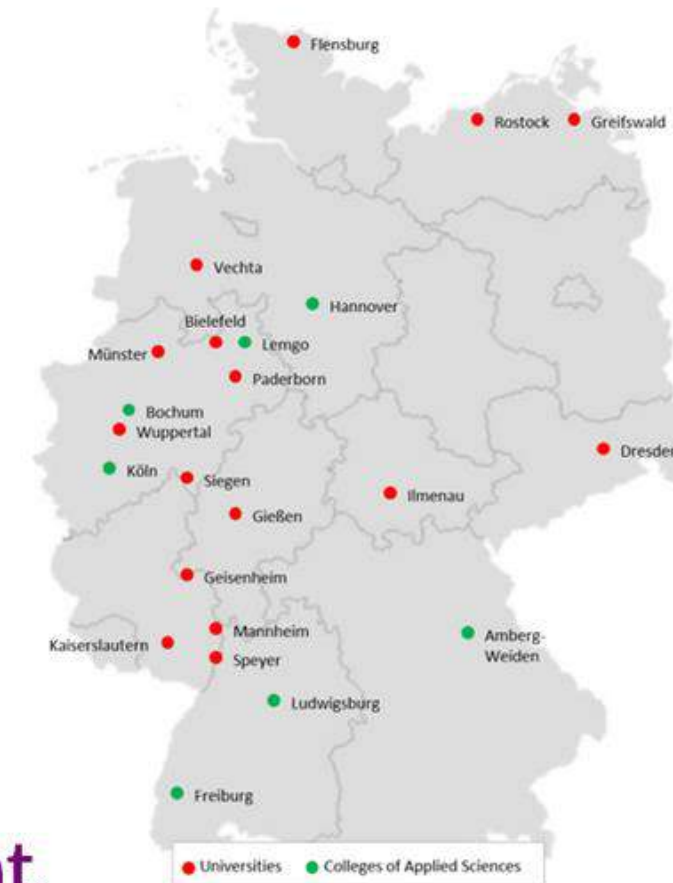 Flensburg
Rostock
Greifswald
Vechta
Hannover
Bielefeld
Lemgo
Münster
Paderborn
Bochum
Wuppertal
Dresden
Köln
Siegen
Ilmenau
Gießen
Geisenheim
Mannheim
Kaiserslautern
Amberg-
Weiden
Speyer
Ludwigsburg
Freiburg
Universities
Colleges of Applied Sciences